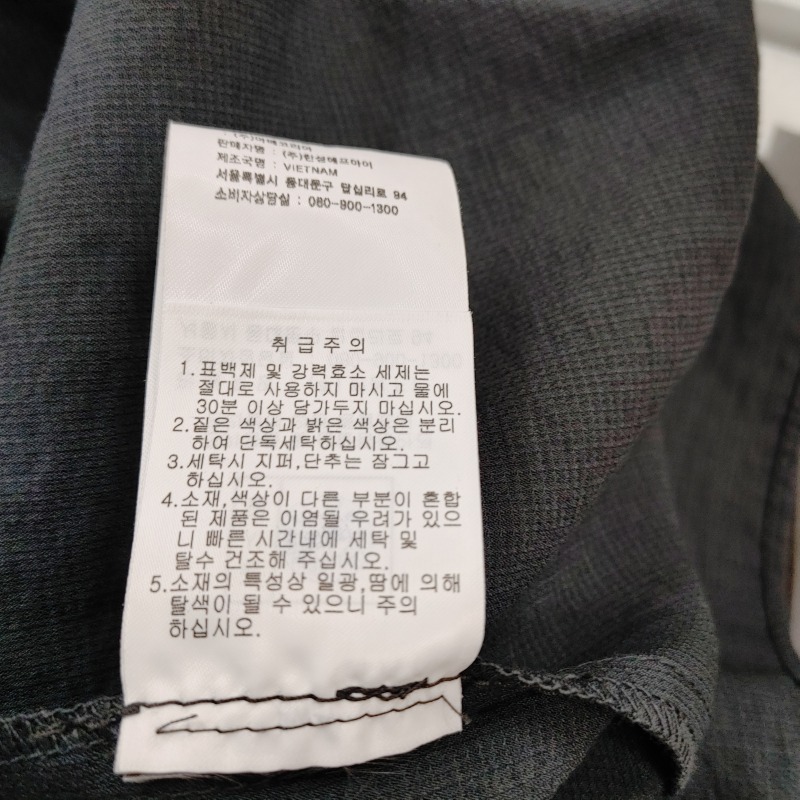 판매자명 : (주)한성에프아이
제조국명 : VIETNAM
서울특별시 동대문구 답십리로 94
소비자상담실 : 080-900-1300
취급주의
1.표백제 및 강력효소 세제는
절대로 사용하지 마시고 물에
30분 이상 담가두지 마십시오.
2.짙은 색상과 밝은 색상은 분리
하여 단독세탁하십시오.
3.세탁시 지퍼,단추는 잠그고
하십시오.
4.소재,색상이 다른 부분이 혼합
된 제품은 이염될 우려가 있으
니 빠른 시간내에 세탁 및
탈수 건조해 주십시오.
5.소재의 특성상 일광,땀에 의해
탈색이 될 수 있으니 주의
하십시오.